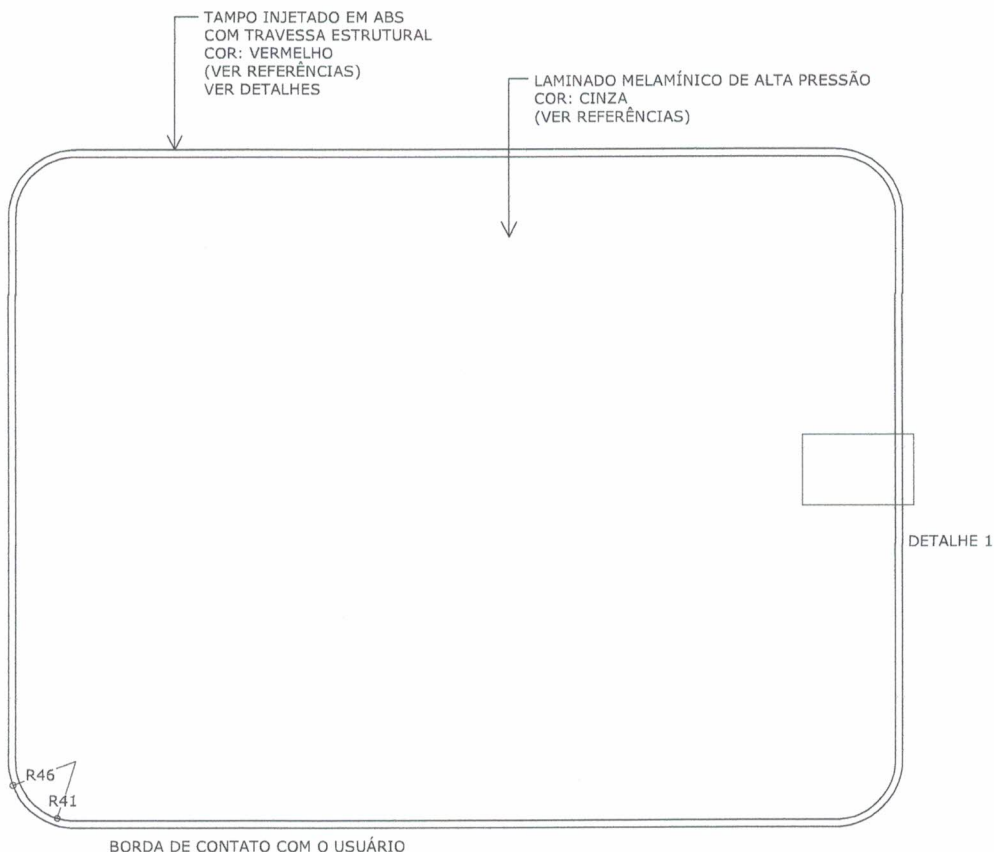 TAMPO INJETADO EM ABS
COM TRAVESSA ESTRUTURAL
COR: VERMELHO
(VER REFERÊNCIAS)
VER DETALHES
LAMINADO MELAMÍNICO DE ALTA PRESSÃO
COR: CINZA
(VER REFERÊNCIAS)
DETALHE 1
R46
R41
BORDA DE CONTATO COM O USUÁRIO